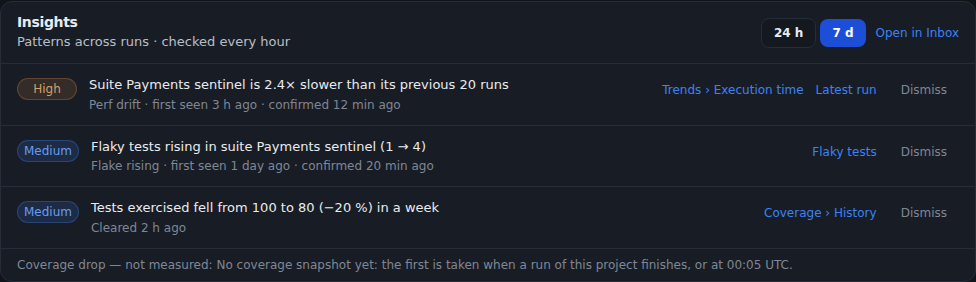 Insights
Patterns across runs · checked every hour
24 h
7 d
Open in Inbox
High
Suite Payments sentinel is 2.4× slower than its previous 20 runs
Perf drift · first seen 3 h ago · confirmed 12 min ago
Trends › Execution time
Latest run
Dismiss
Medium
Flaky tests rising in suite Payments sentinel (1 → 4)
Flake rising · first seen 1 day ago · confirmed 20 min ago
Flaky tests
Dismiss
Medium
Tests exercised fell from 100 to 80 (−20 %) in a week
Cleared 2 h ago
Coverage › History
Dismiss
Coverage drop — not measured: No coverage snapshot yet: the first is taken when a run of this project finishes, or at 00:05 UTC.